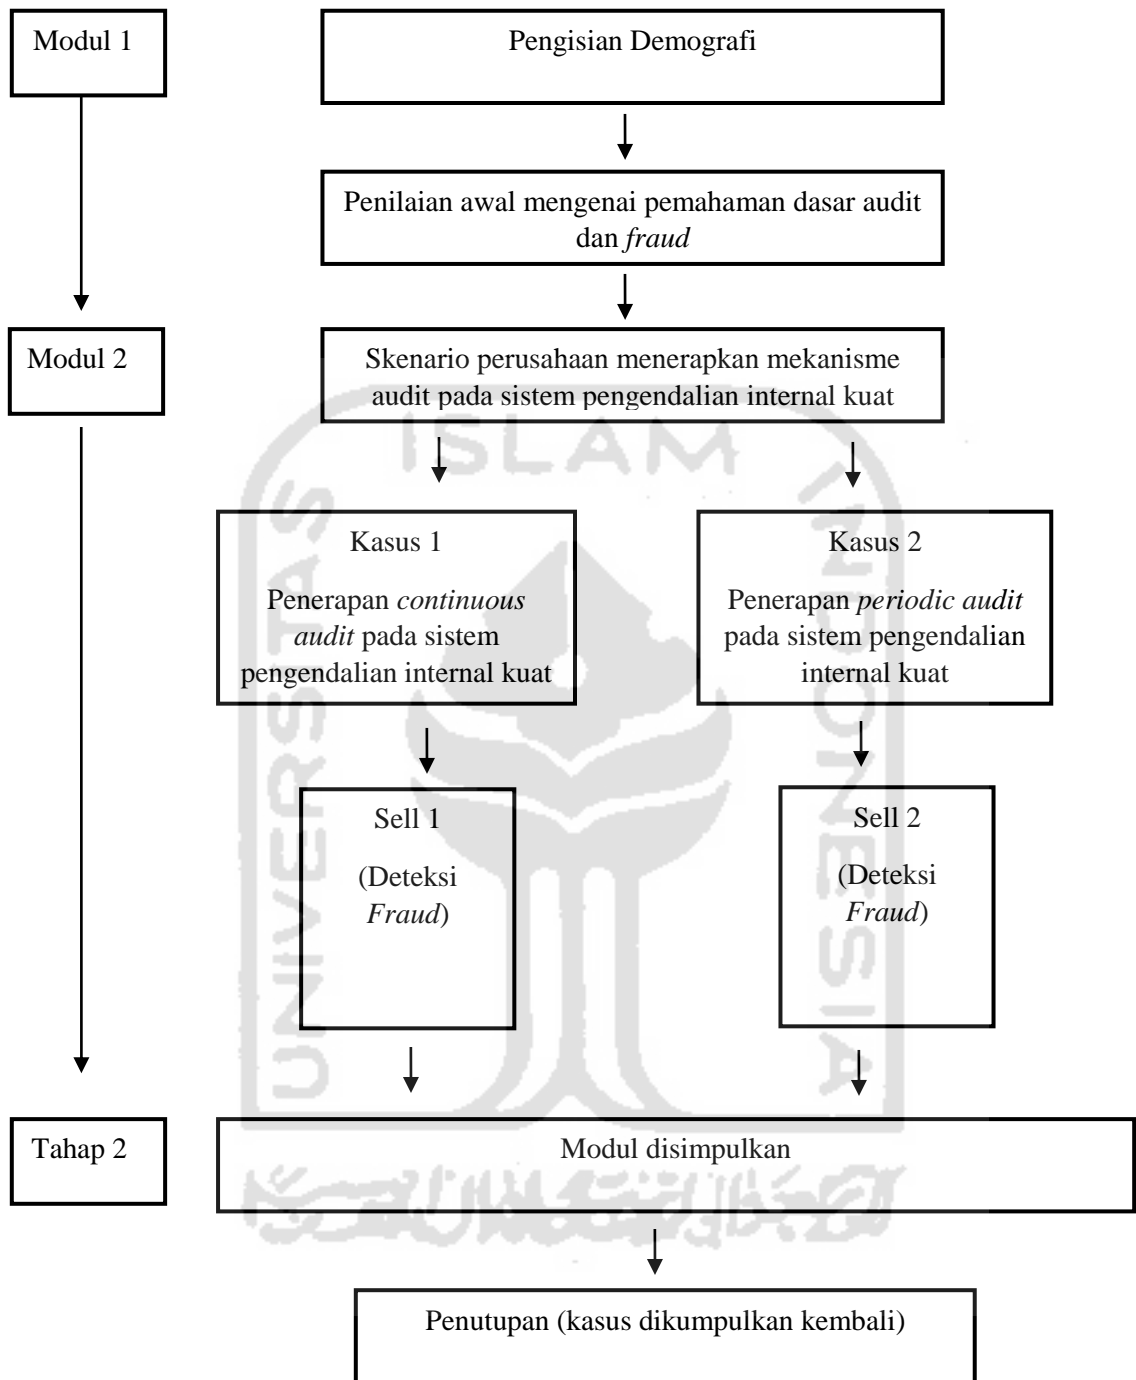 Modul 1
Pengisian Demografi
Penilaian awal mengenai pemahaman dasar audit
dan fraud
Modul 2
Skenario perusahaan menerapkan mekanisme
audit pada sistem pengendalian internal kuat
Kasus 1
Penerapan continuous
audit pada sistem
pengendalian internal kuat
Kasus 2
Penerapan periodic audit
pada sistem pengendalian
internal kuat
Sell 1
(Deteksi
Fraud)
Sell 2
(Deteksi
Fraud)
Tahap 2
Modul disimpulkan
Penutupan (kasus dikumpulkan kembali)
UNIVERSITAS
ISLAM
INDONESIA